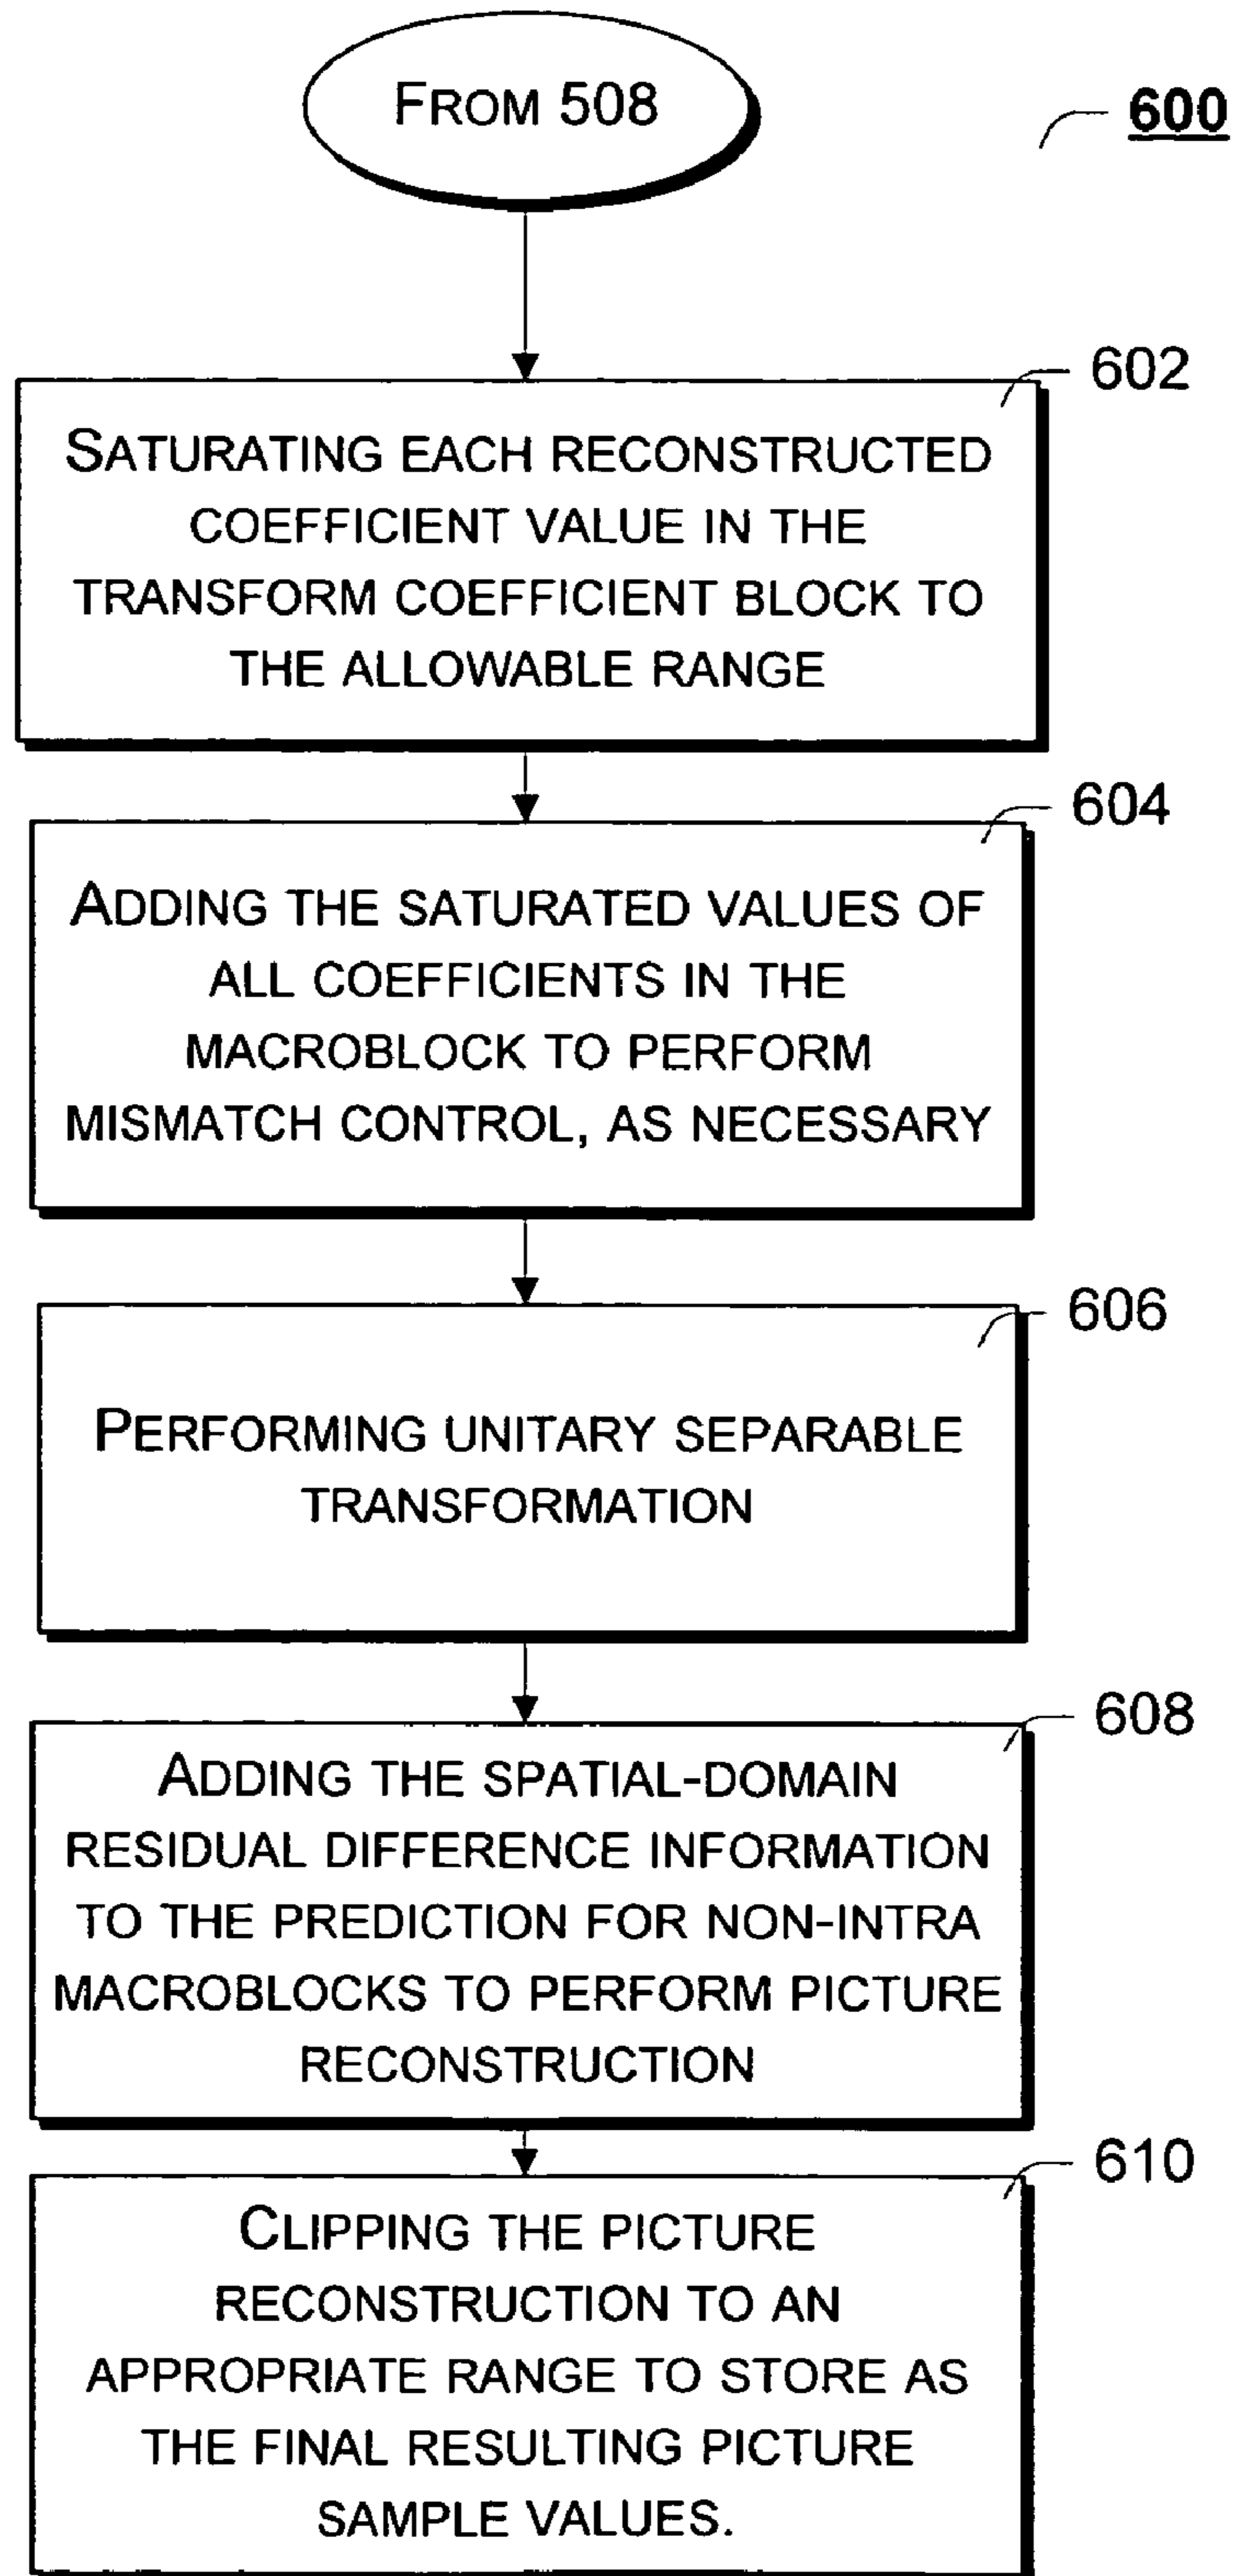 FROM 508
600
602
SATURATING EACH RECONSTRUCTED
COEFFICIENT VALUE IN THE
TRANSFORM COEFFICIENT BLOCK TO
THE ALLOWABLE RANGE
604
ADDING THE SATURATED VALUES OF
ALL COEFFICIENTS IN THE
MACROBLOCK TO PERFORM
MISMATCH CONTROL, AS NECESSARY
606
PERFORMING UNITARY SEPARABLE
TRANSFORMATION
608
ADDING THE SPATIAL-DOMAIN
RESIDUAL DIFFERENCE INFORMATION
TO THE PREDICTION FOR NON-INTRA
MACROBLOCKS TO PERFORM PICTURE
RECONSTRUCTION
610
CLIPPING THE PICTURE
RECONSTRUCTION TO AN
APPROPRIATE RANGE TO STORE AS
THE FINAL RESULTING PICTURE
SAMPLE VALUES.